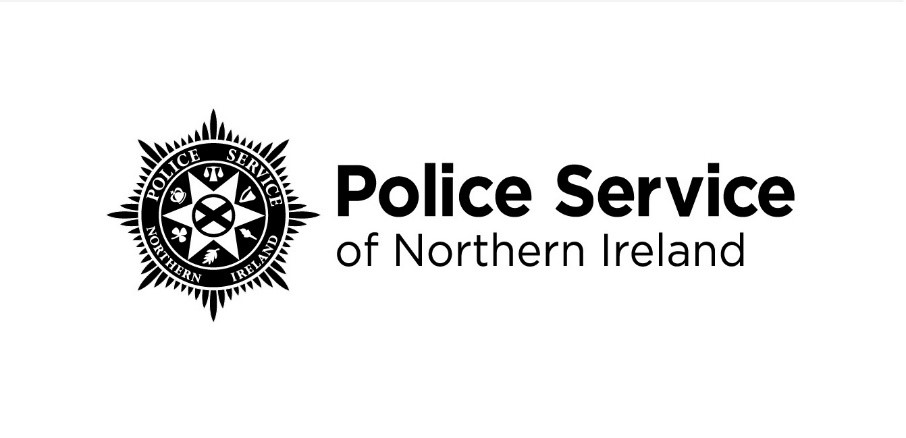 POLICE SERVICE
NORTHERN IRELAND
Police Service
of Northern Ireland